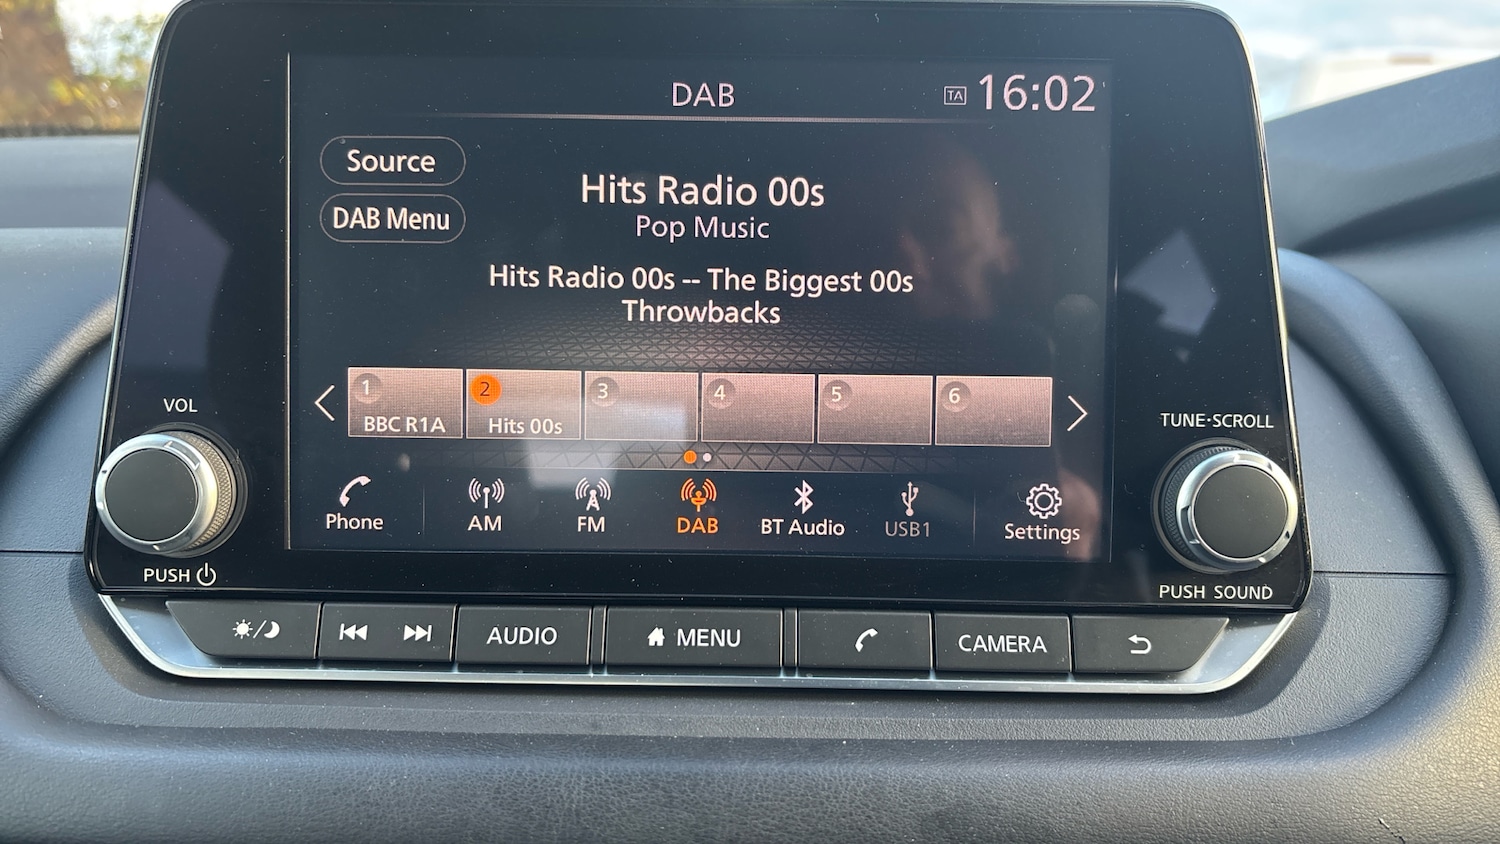 DAB
TA 16:02
Source
DAB Menu
Hits Radio 00s
Pop Music
Hits Radio 00s -- The Biggest 00s
Throwbacks
1 2 3 4 5 6
BBC R1A Hits 00s
Phone AM FM DAB BT Audio USB1 Settings
VOL
PUSH
TUNE·SCROLL
PUSH SOUND
AUDIO MENU CAMERA